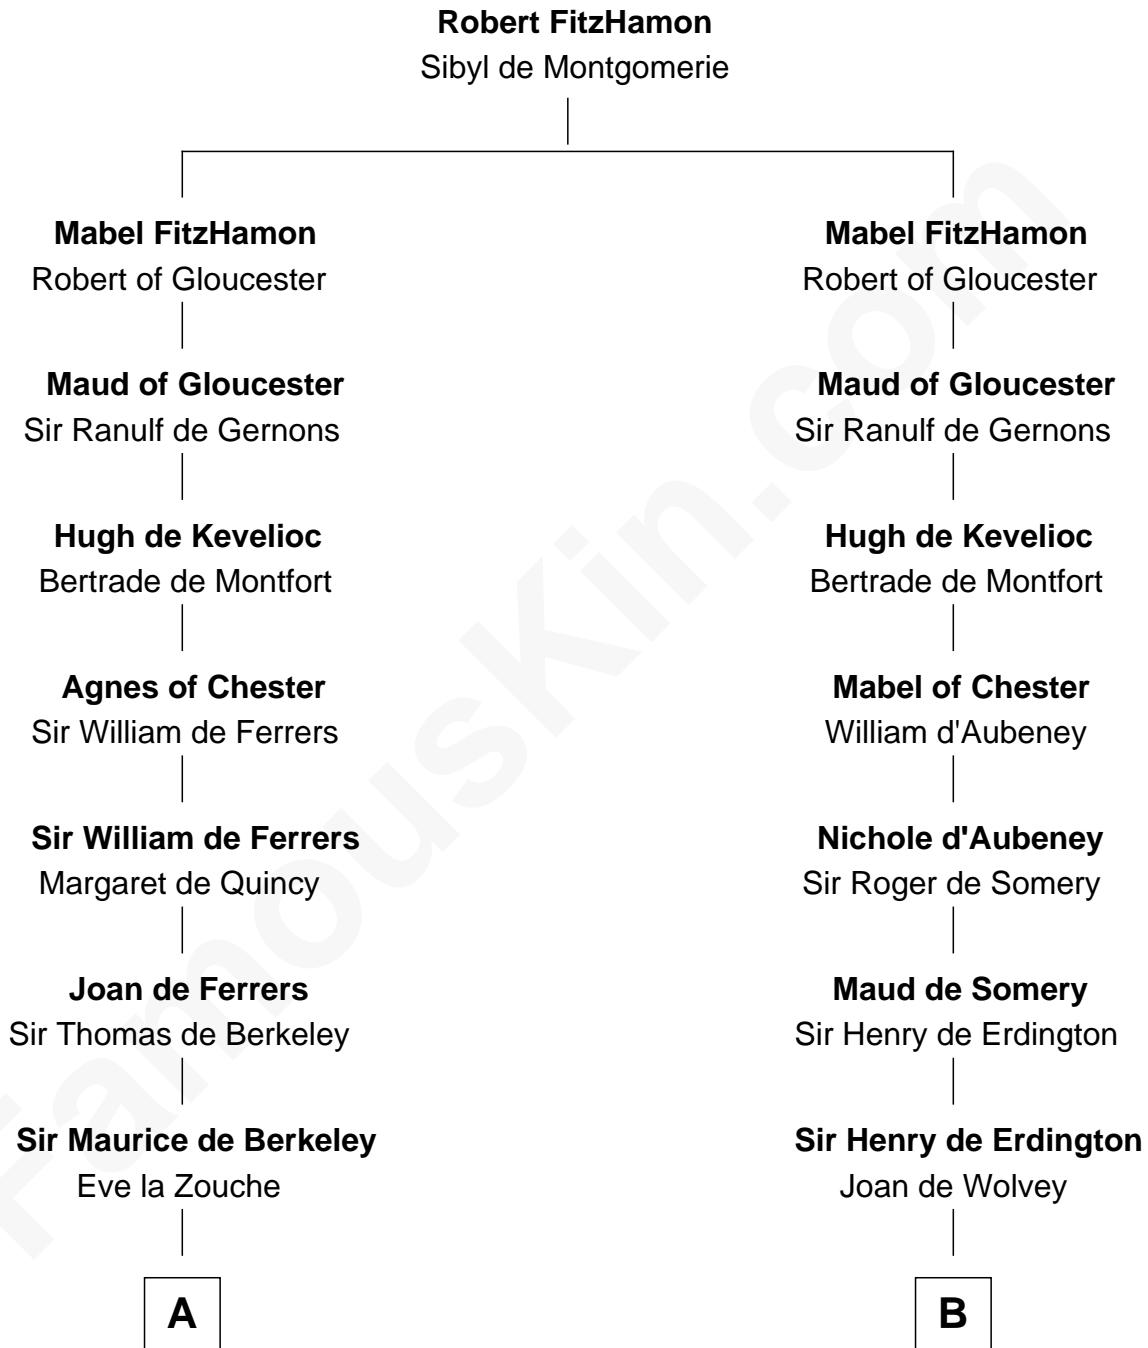 Robert FitzHamon
Sibyl de Montgomerie
Mabel FitzHamon
Robert of Gloucester
Maud of Gloucester
Sir Ranulf de Gernons
Hugh de Kevelioc
Bertrade de Montfort
Agnes of Chester
Sir William de Ferrers
Sir William de Ferrers
Margaret de Quincy
Joan de Ferrers
Sir Thomas de Berkeley
Sir Maurice de Berkeley
Eve la Zouche
A
Mabel FitzHamon
Robert of Gloucester
Maud of Gloucester
Sir Ranulf de Gernons
Hugh de Kevelioc
Bertrade de Montfort
Mabel of Chester
William d'Aubeney
Nichole d'Aubeney
Sir Roger de Somery
Maud de Somery
Sir Henry de Erdington
Sir Henry de Erdington
Joan de Wolvey
B
FamousKin.com